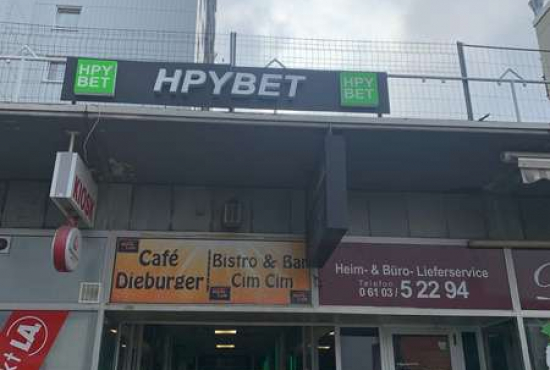 HPY
BET
HPYBET
HPY
BET
KIOSK
Café
Dieburger
Bistro & Bar
Cim Cim
Heim- & Büro- Lieferservice
Telefon
0 61 03 / 5 22 94
LA